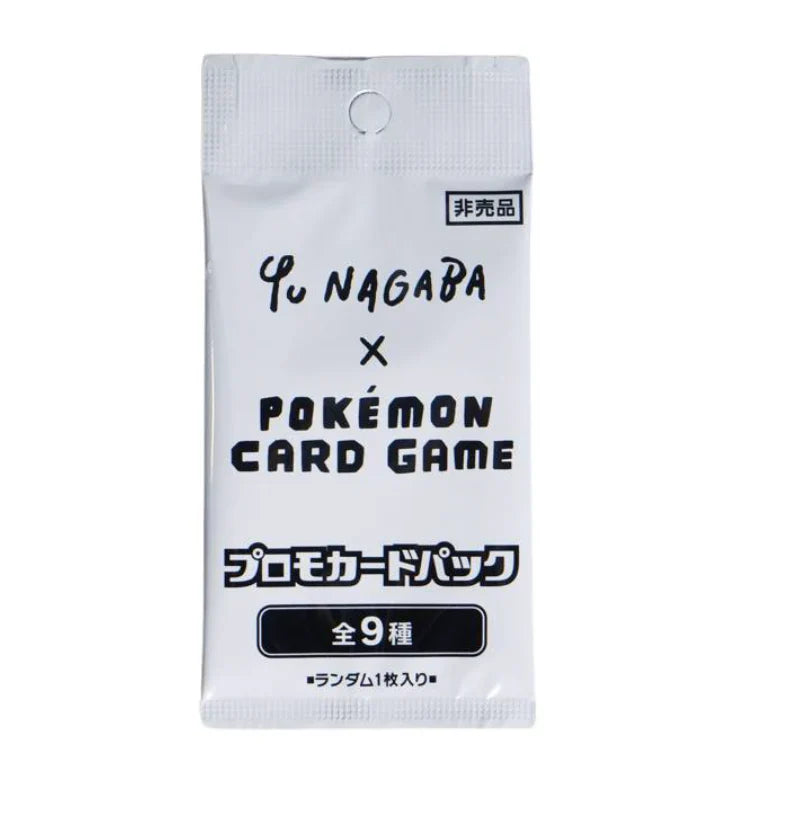 非売品
Yu NAGABA
×
POKÉMON
CARD GAME
プロモカードパック
全9種
■ランダム1枚入り■